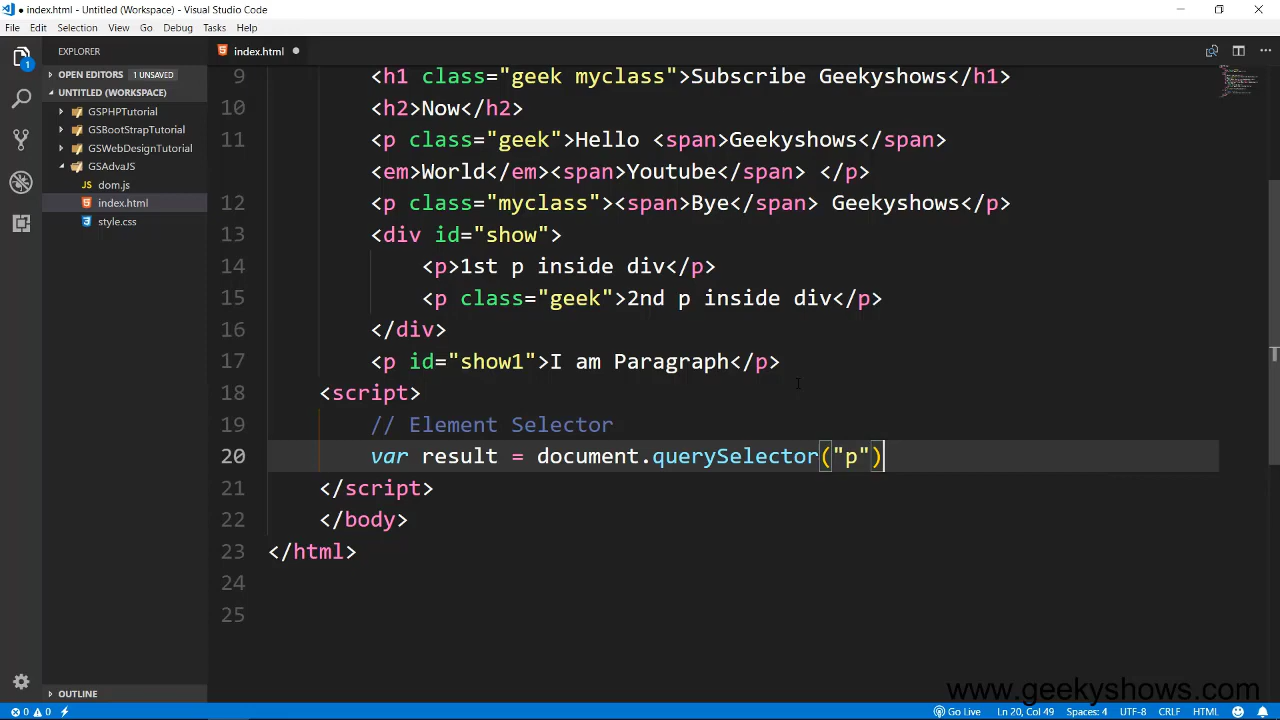 index.html - Untitled (Workspace) - Visual Studio Code
File Edit Selection View Go Debug Tasks Help
EXPLORER
index.html
OPEN EDITORS 1 UNSAVED
UNTITLED (WORKSPACE)
GSPHPTutorial
GSBootStrapTutorial
GSWebDesignTutorial
GSAdvaJS
JS dom.js
index.html
style.css
OUTLINE
1
9 <h1 class="geek myclass">Subscribe Geekyshows</h1>
10 <h2>Now</h2>
11 <p class="geek">Hello <span>Geekyshows</span>
<em>World</em><span>Youtube</span> </p>
12 <p class="myclass"><span>Bye</span> Geekyshows</p>
13 <div id="show">
14 <p>1st p inside div</p>
15 <p class="geek">2nd p inside div</p>
16 </div>
17 <p id="show1">I am Paragraph</p>
18 <script>
19 // Element Selector
20 var result = document.querySelector("p")
21 </script>
22 </body>
23 </html>
24
25
www.geekyshows.com
0 0 Go Live Ln 20, Col 49 Spaces: 4 UTF-8 CRLF HTML